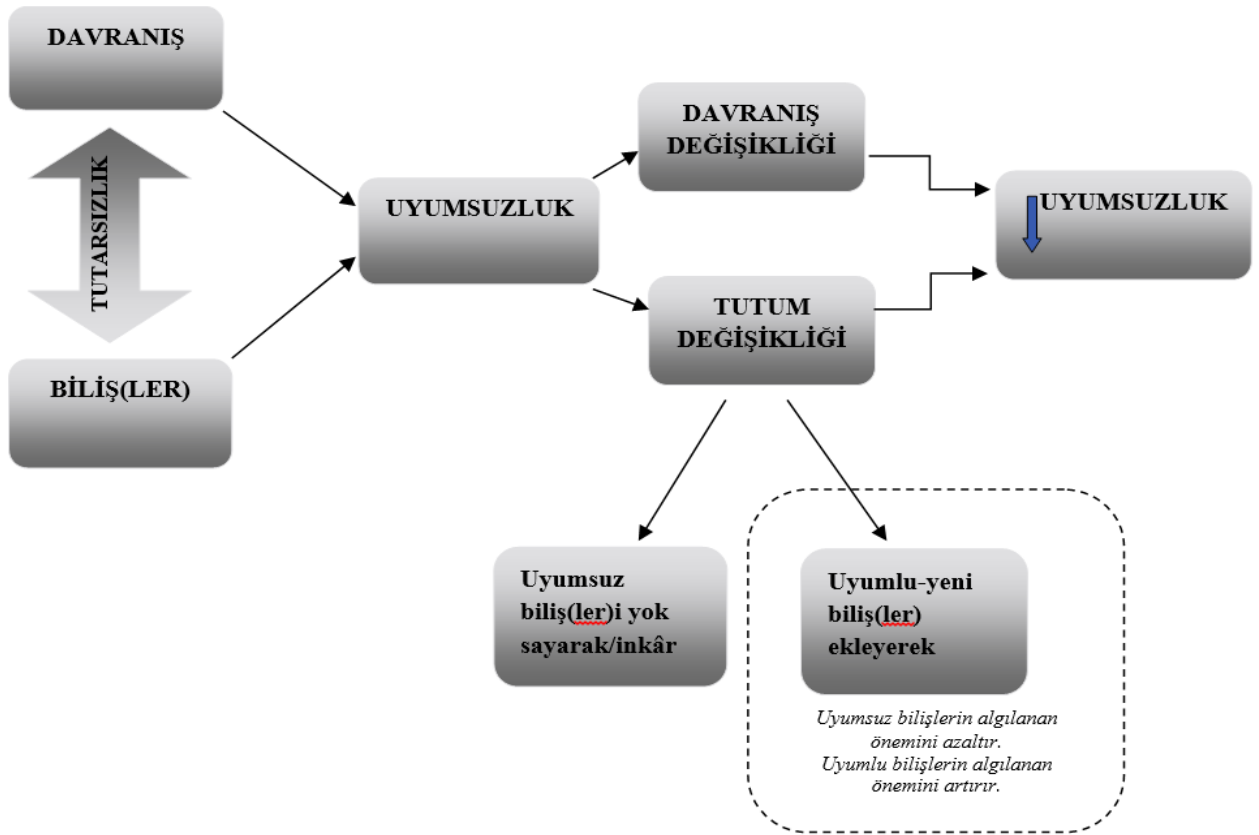 DAVRANIŞ
TUTARSIZLIK
BİLİŞ(LER)
UYUMSUZLUK
DAVRANIŞ
DEĞİŞİKLİĞİ
TUTUM
DEĞİŞİKLİĞİ
UYUMSUZLUK
Uyumsuz
biliş(ler)i yok
sayarak/inkâr
Uyumlu-yeni
biliş(ler)
ekleyerek
Uyumsuz bilişlerin algılanan
önemini azaltır.
Uyumlu bilişlerin algılanan
önemini artırır.